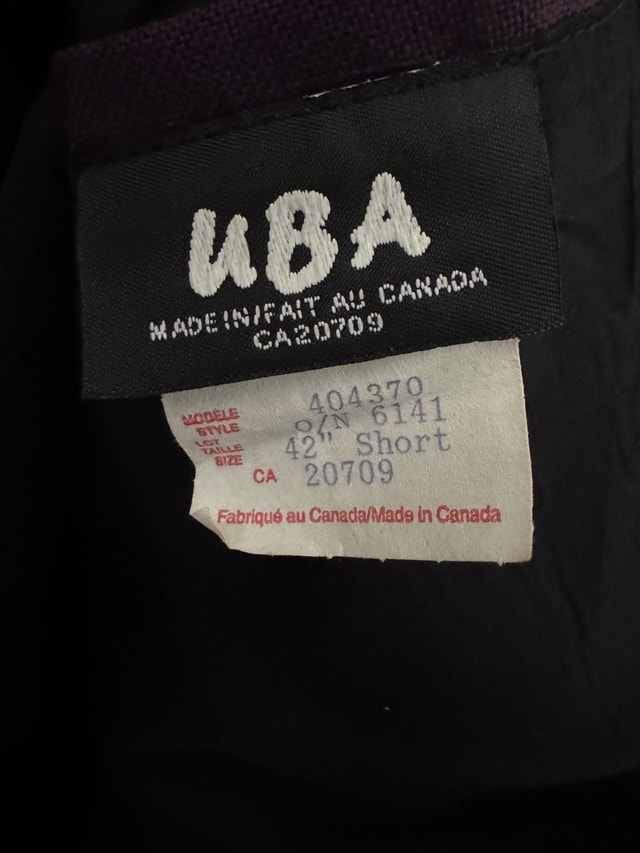 UBA
MADE IN/FAIT AU CANADA
CA20709
MODÈLE 404370
STYLE O/N 6141
LOT
TAILLE 42" Short
SIZE
CA 20709
Fabriqué au Canada/Made in Canada